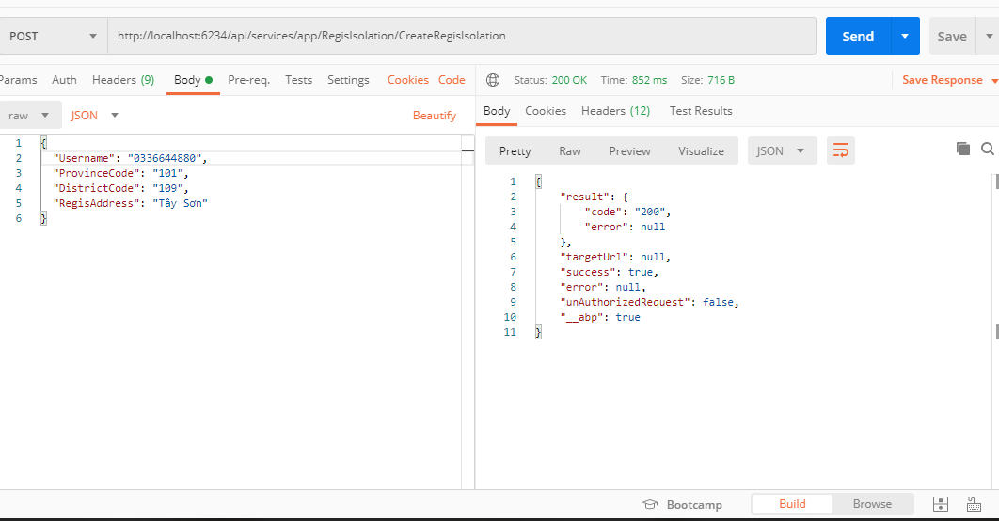 POST http://localhost:6234/api/services/app/RegisIsolation/CreateRegisIsolation Send Save
Params Auth Headers (9) Body Pre-req. Tests Settings Cookies Code
raw JSON Beautify
1 {
2 "Username": "0336644880",
3 "ProvinceCode": "101",
4 "DistrictCode": "109",
5 "RegisAddress": "Tây Sơn"
6 }
Status: 200 OK Time: 852 ms Size: 716 B Save Response
Body Cookies Headers (12) Test Results
Pretty Raw Preview Visualize JSON
1 {
2 "result": {
3 "code": "200",
4 "error": null
5 },
6 "targetUrl": null,
7 "success": true,
8 "error": null,
9 "unAuthorizedRequest": false,
10 "__abp": true
11 }
Bootcamp Build Browse